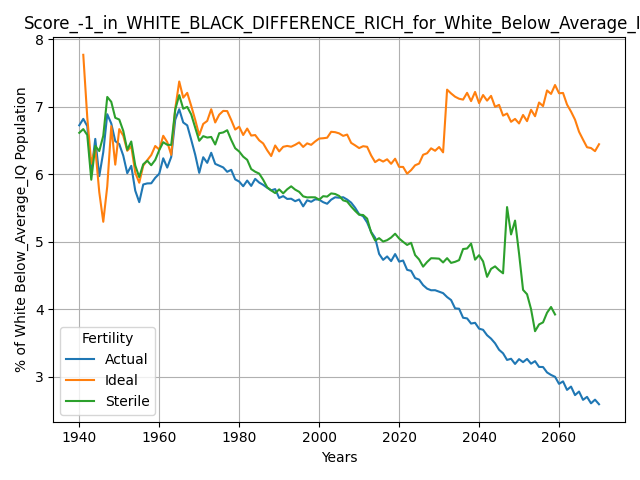 Score_-1_in_WHITE_BLACK_DIFFERENCE_RICH_for_White_Below_Average_I
% of White Below_Average_IQ Population
8
7
6
5
4
3
Fertility
Actual
Ideal
Sterile
1940 1960 1980 2000 2020 2040 2060
Years